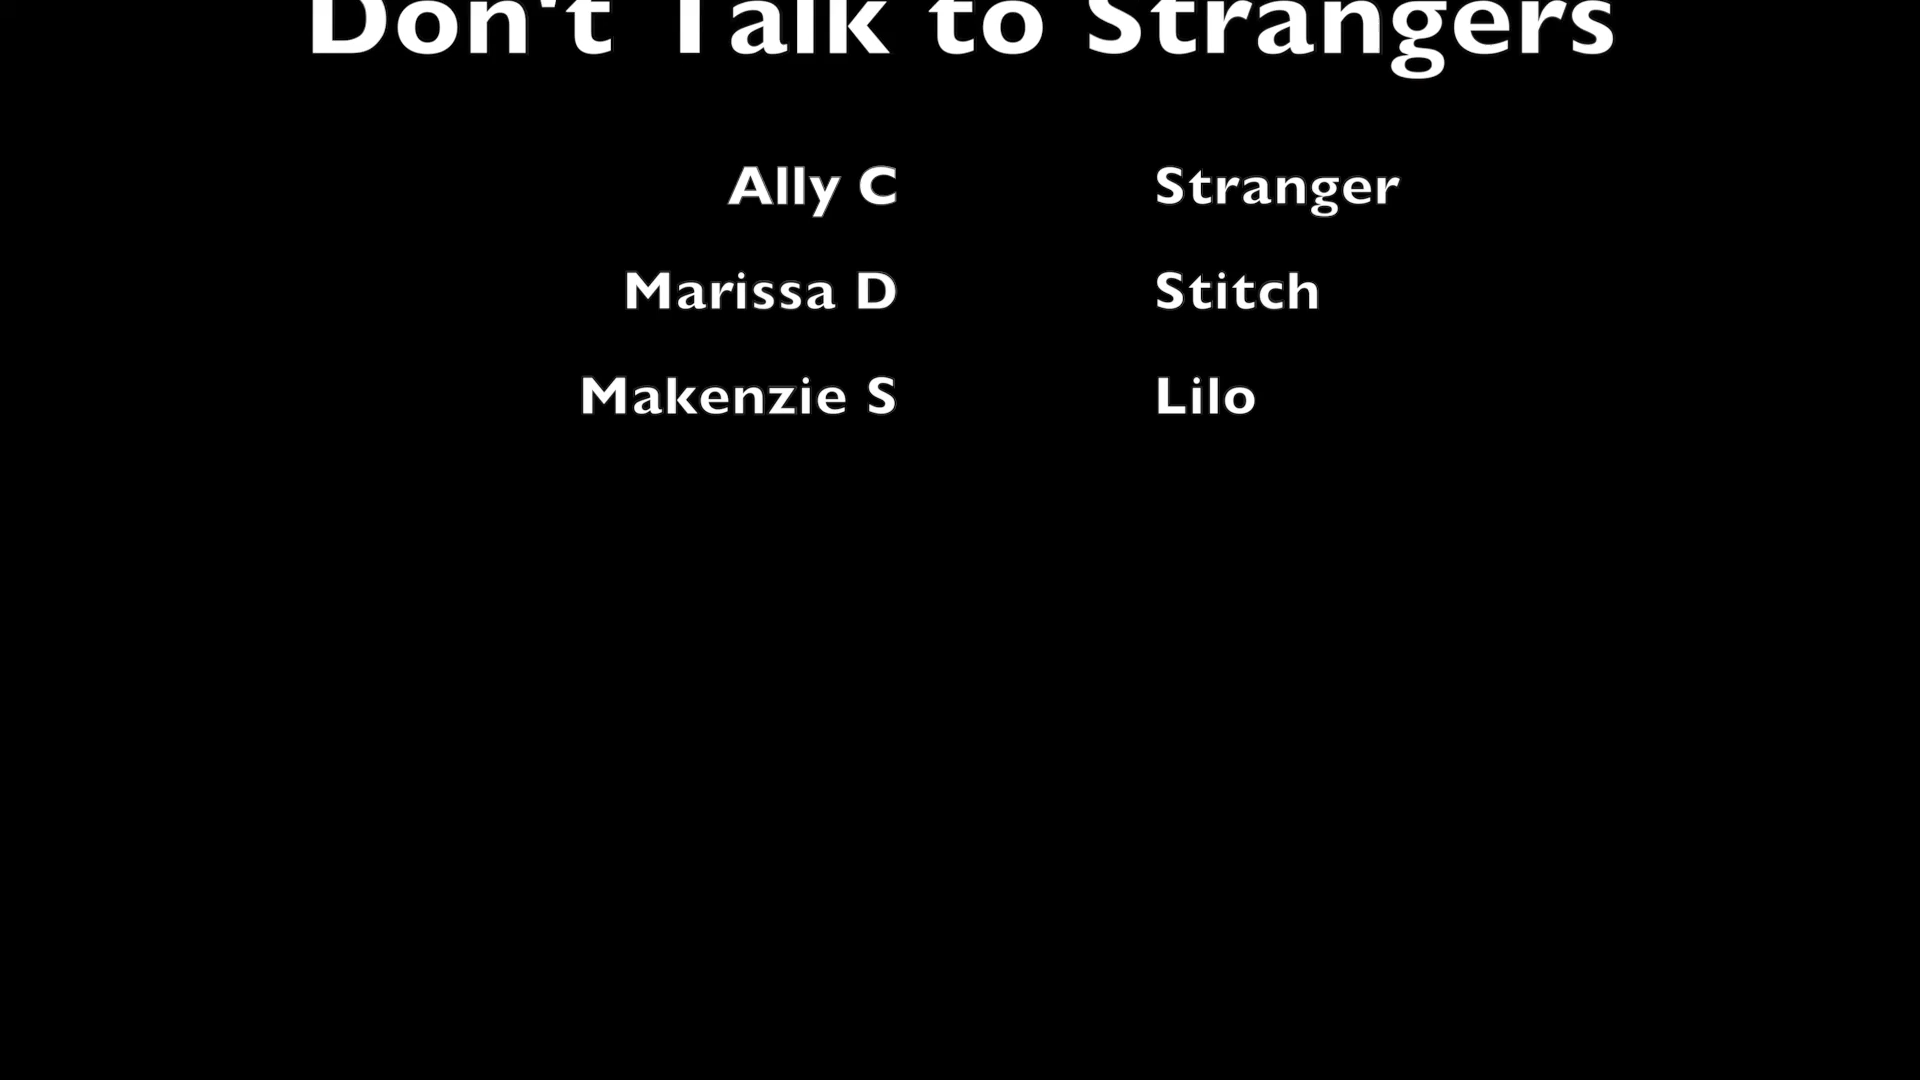 Don't Talk to Strangers
Ally C Stranger
Marissa D Stitch
Makenzie S Lilo